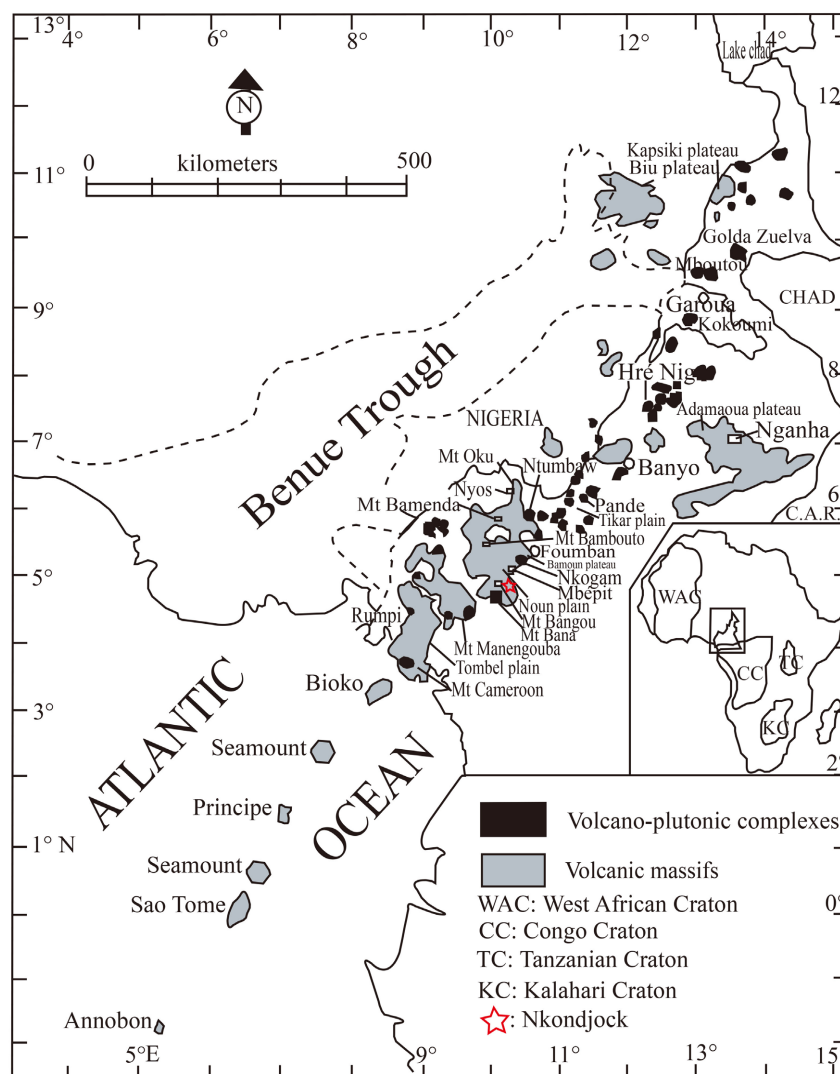 13°
4°
6°
8°
10°
12°
14°
Lake chad
N
12
0
kilometers
500
Kapsiki plateau
Biu plateau
11°
Golda Zuelva
Mboutou
CHAD
Garoua
9°
Kokoumi
Benue Trough
8
Hré Nig
Adamaoua plateau
NIGERIA
Nganha
7°
Mt Oku
Ntumbaw
Banyo
Nyos
6°
Mt Bamenda
Pande
Tikar plain
C.A.R
Mt Bambouto
Foumban
Bamoun plateau
5°
Nkogam
Mbepit
WAC
Noun plain
Rumpi
Mt Bangou
Mt Bana
Mt Manengouba
Tombel plain
TC
CC
Bioko
Mt Cameroon
3°
KC
ATLANTIC
OCEAN
Seamount
2°
Principe
Volcano-plutonic complexes
1° N
Seamount
Volcanic massifs
Sao Tome
WAC: West African Craton
0°
CC: Congo Craton
TC: Tanzanian Craton
KC: Kalahari Craton
Annobon
: Nkondjock
5°E
9°
11°
13°
15